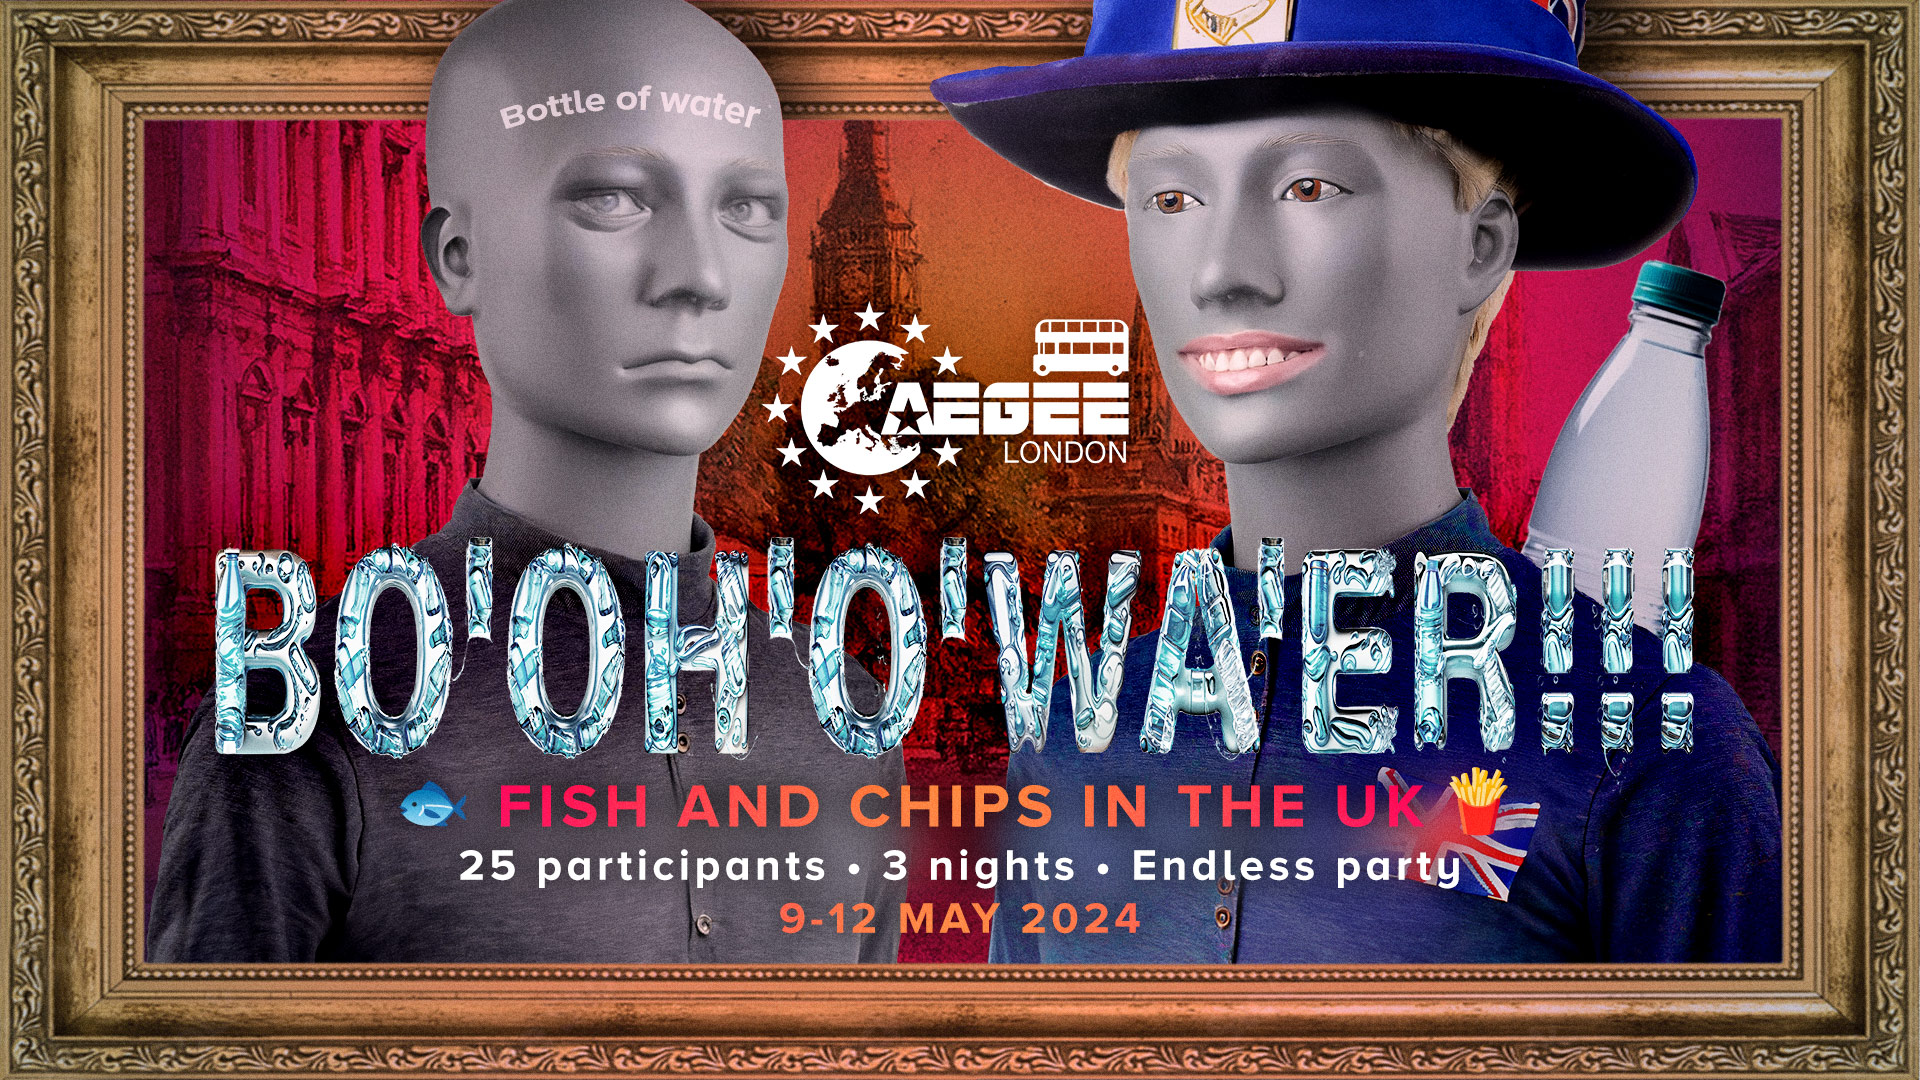 Bottle of water
AEGEE
LONDON
BO'OH'O'WA'ER!!!
FISH AND CHIPS IN THE UK
25 participants • 3 nights • Endless party
9-12 MAY 2024